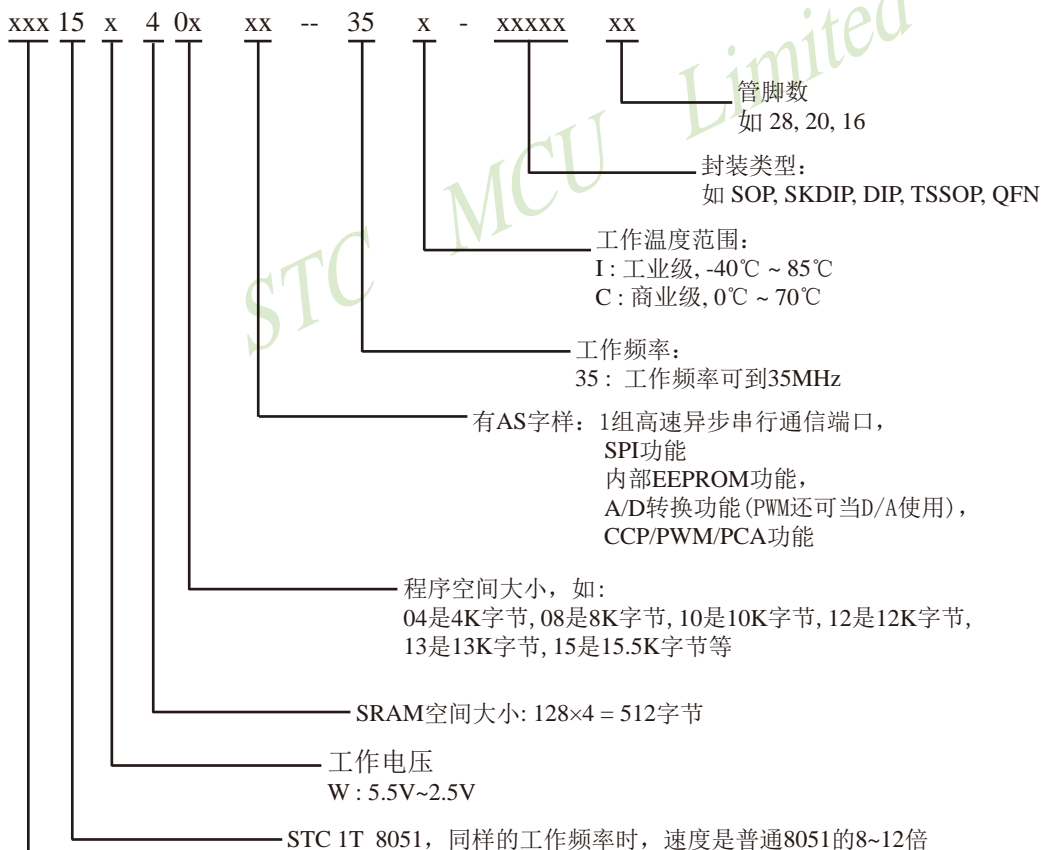 xxx 15 x 4 0x xx -- 35 x - xxxxx xx
管脚数
如 28, 20, 16
封装类型：
如 SOP, SKDIP, DIP, TSSOP, QFN
工作温度范围：
I : 工业级, -40℃ ~ 85℃
C : 商业级, 0℃ ~ 70℃
工作频率：
35 : 工作频率可到35MHz
有AS字样：1组高速异步串行通信端口，
SPI功能
内部EEPROM功能，
A/D转换功能(PWM还可当D/A使用)，
CCP/PWM/PCA功能
程序空间大小，如:
04是4K字节, 08是8K字节, 10是10K字节, 12是12K字节,
13是13K字节, 15是15.5K字节等
SRAM空间大小: 128×4 = 512字节
工作电压
W : 5.5V~2.5V
STC 1T 8051，同样的工作频率时，速度是普通8051的8~12倍
STC MCU Limited